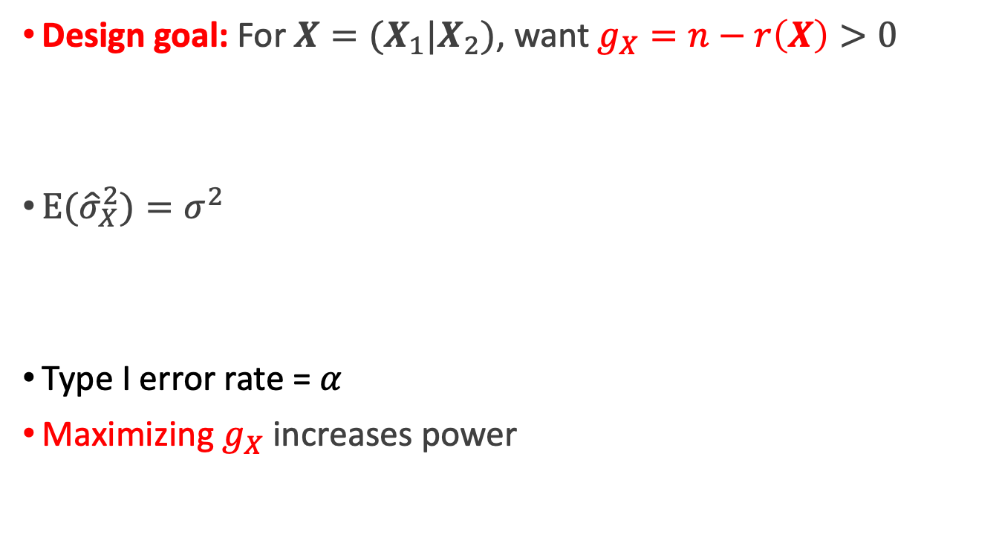 • Design goal: For 𝑿 = (𝑿₁|𝑿₂), want 𝑔_𝑋 = 𝑛 − 𝑟(𝑿) > 0
• E(σ̂²_𝑋) = σ²
• Type I error rate = 𝛼
• Maximizing 𝑔_𝑋 increases power